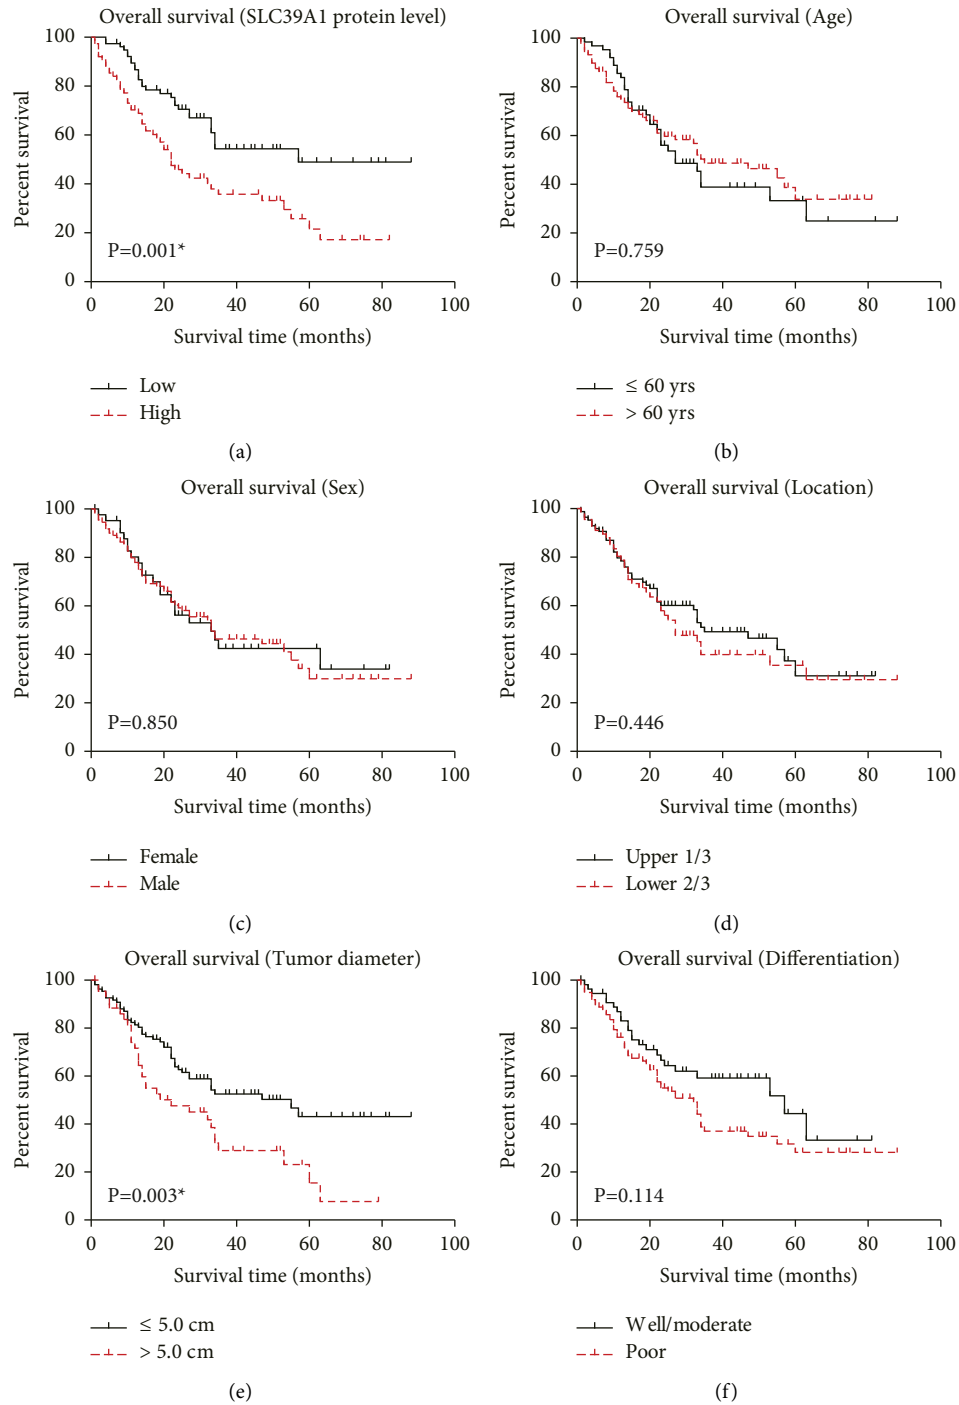 Overall survival (SLC39A1 protein level)
Percent survival
100
80
60
40
20
0
P=0.001*
0 20 40 60 80 100
Survival time (months)
Low
High
(a)
Overall survival (Age)
Percent survival
100
80
60
40
20
0
P=0.759
0 20 40 60 80 100
Survival time (months)
≤ 60 yrs
> 60 yrs
(b)
Overall survival (Sex)
Percent survival
100
80
60
40
20
0
P=0.850
0 20 40 60 80 100
Survival time (months)
Female
Male
(c)
Overall survival (Location)
Percent survival
100
80
60
40
20
0
P=0.446
0 20 40 60 80 100
Survival time (months)
Upper 1/3
Lower 2/3
(d)
Overall survival (Tumor diameter)
Percent survival
100
80
60
40
20
0
P=0.003*
0 20 40 60 80 100
Survival time (months)
≤ 5.0 cm
> 5.0 cm
(e)
Overall survival (Differentiation)
Percent survival
100
80
60
40
20
0
P=0.114
0 20 40 60 80 100
Survival time (months)
Well/moderate
Poor
(f)